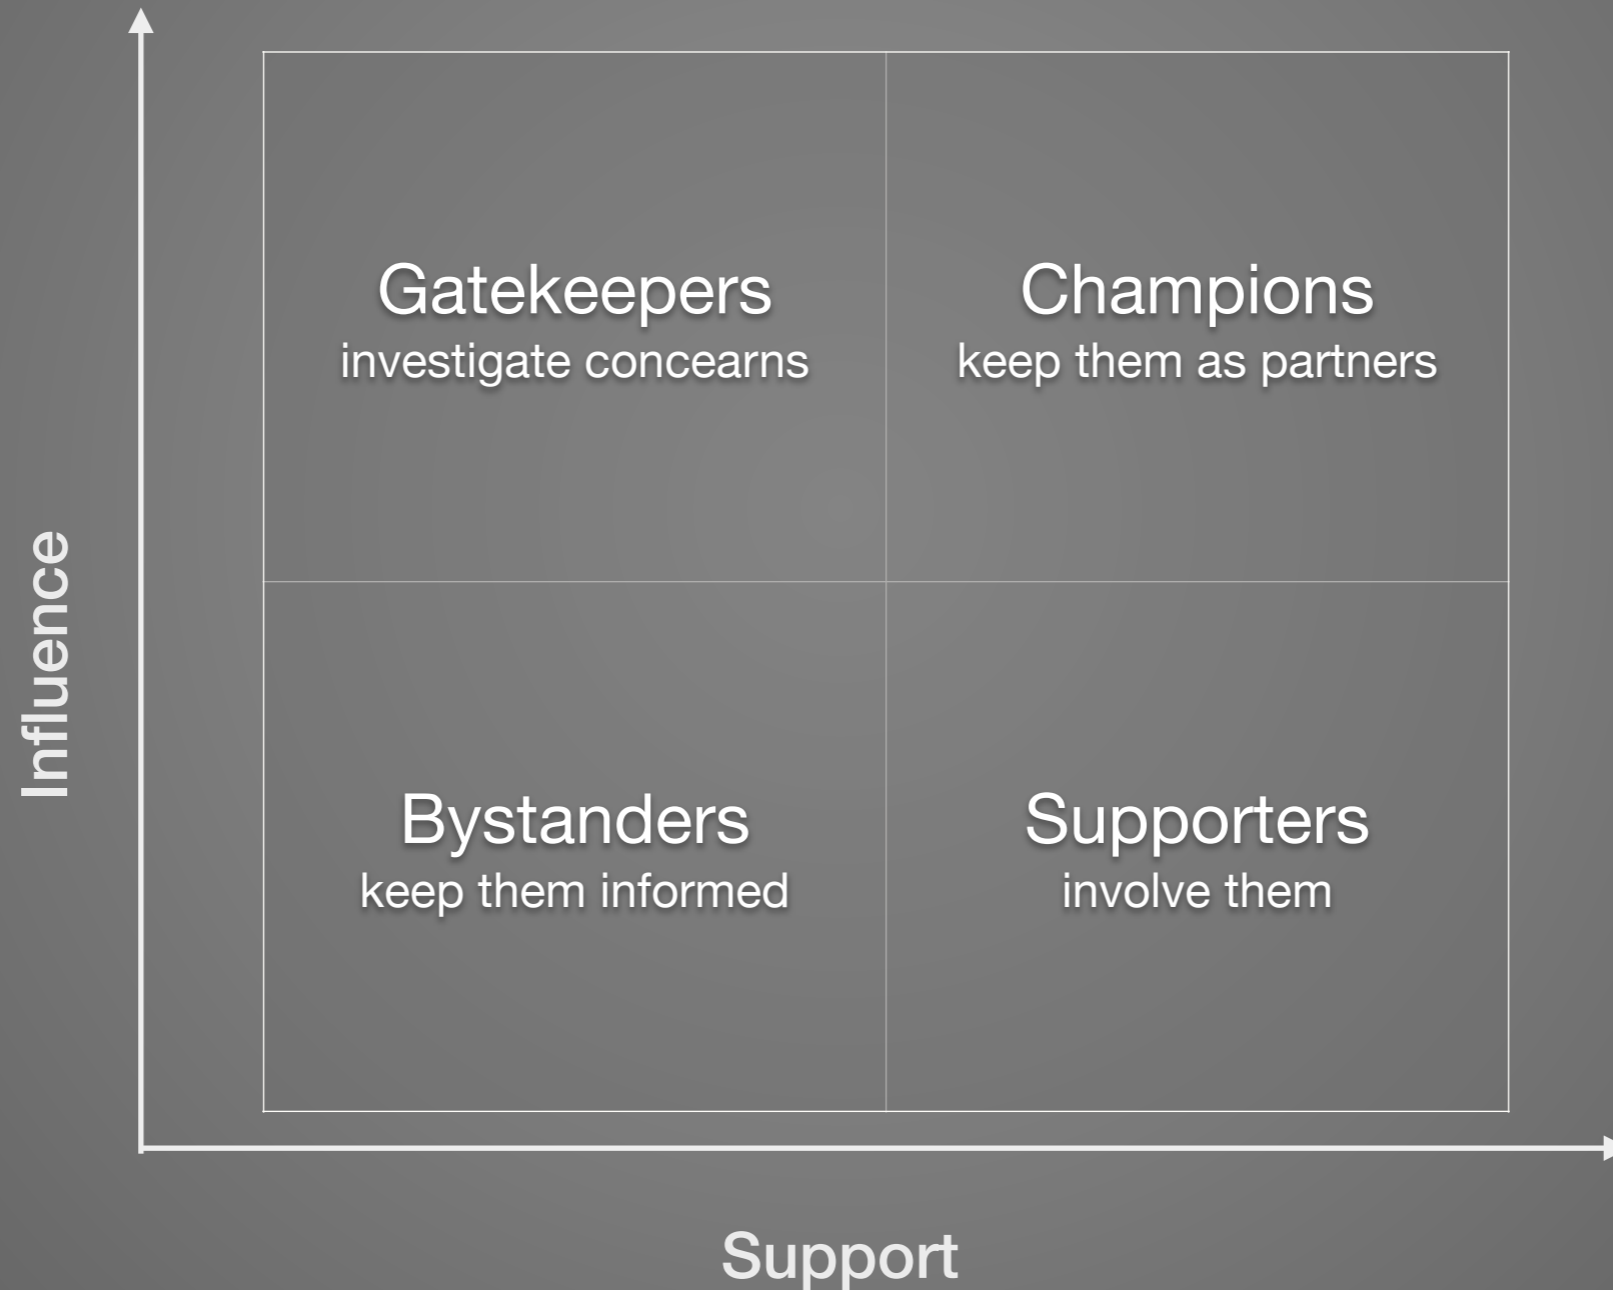 Influence
Gatekeepers
investigate concearns
Champions
keep them as partners
Bystanders
keep them informed
Supporters
involve them
Support